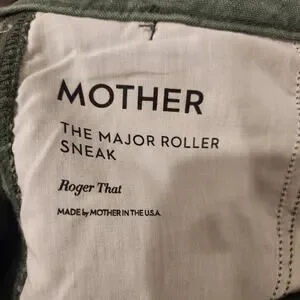 MOTHER
THE MAJOR ROLLER
SNEAK
Roger That
MADE by MOTHER IN THE U.S.A.